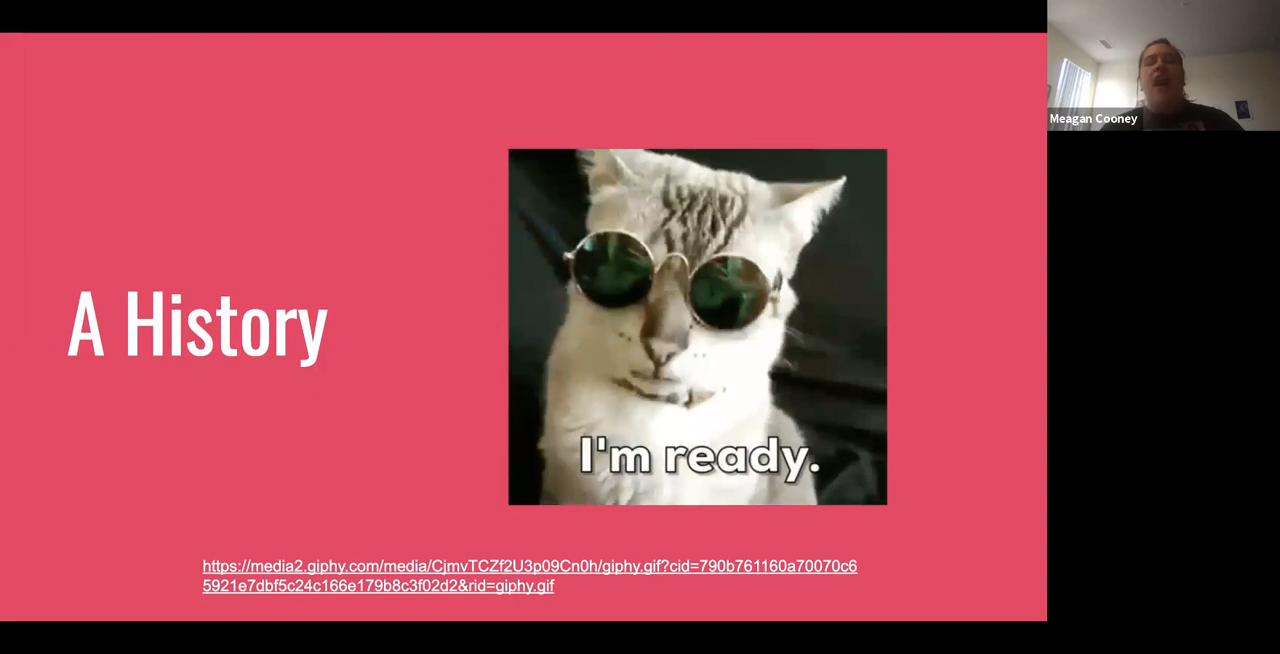 Meagan Cooney
A History
I'm ready.
https://media2.giphy.com/media/CjmvTCZf2U3p09Cn0h/giphy.gif?cid=790b761160a70070c6
5921e7dbf5c24c166e179b8c3f02d2&rid=giphy.gif